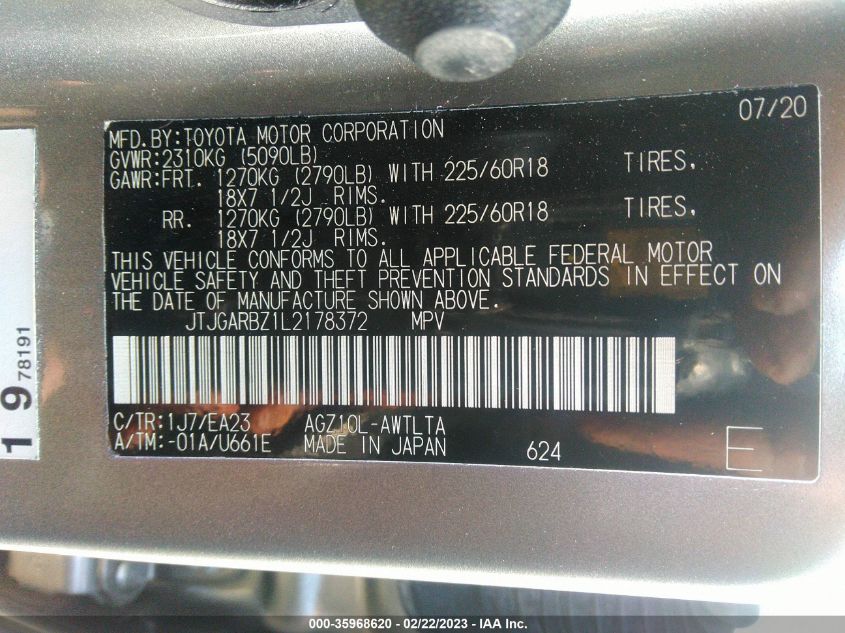 07/20
MFD.BY:TOYOTA MOTOR CORPORATION
GVWR:2310KG (5090LB)
GAWR:FRT. 1270KG (2790LB) WITH 225/60R18 TIRES,
18X7 1/2J RIMS.
RR. 1270KG (2790LB) WITH 225/60R18 TIRES,
18X7 1/2J RIMS.
THIS VEHICLE CONFORMS TO ALL APPLICABLE FEDERAL MOTOR
VEHICLE SAFETY AND THEFT PREVENTION STANDARDS IN EFFECT ON
THE DATE OF MANUFACTURE SHOWN ABOVE.
JTJGARBZ1L2178372 MPV
C/TR:1J7/EA23 AGZ10L-AWTLTA
A/TM:-01A/U661E MADE IN JAPAN 624 E
1 9 78191
000-35968620 - 02/22/2023 - IAA Inc.